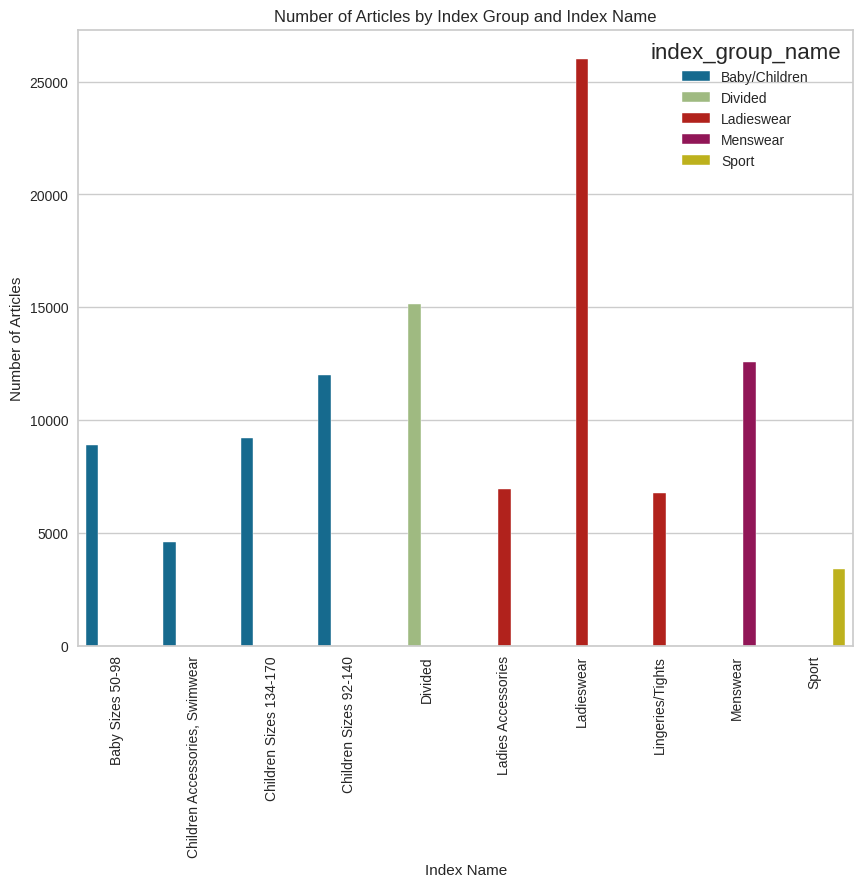 Number of Articles by Index Group and Index Name
index_group_name
Baby/Children
Divided
Ladieswear
Menswear
Sport
Number of Articles
25000
20000
15000
10000
5000
0
Baby Sizes 50-98
Children Accessories, Swimwear
Children Sizes 134-170
Children Sizes 92-140
Divided
Ladies Accessories
Ladieswear
Lingeries/Tights
Menswear
Sport
Index Name